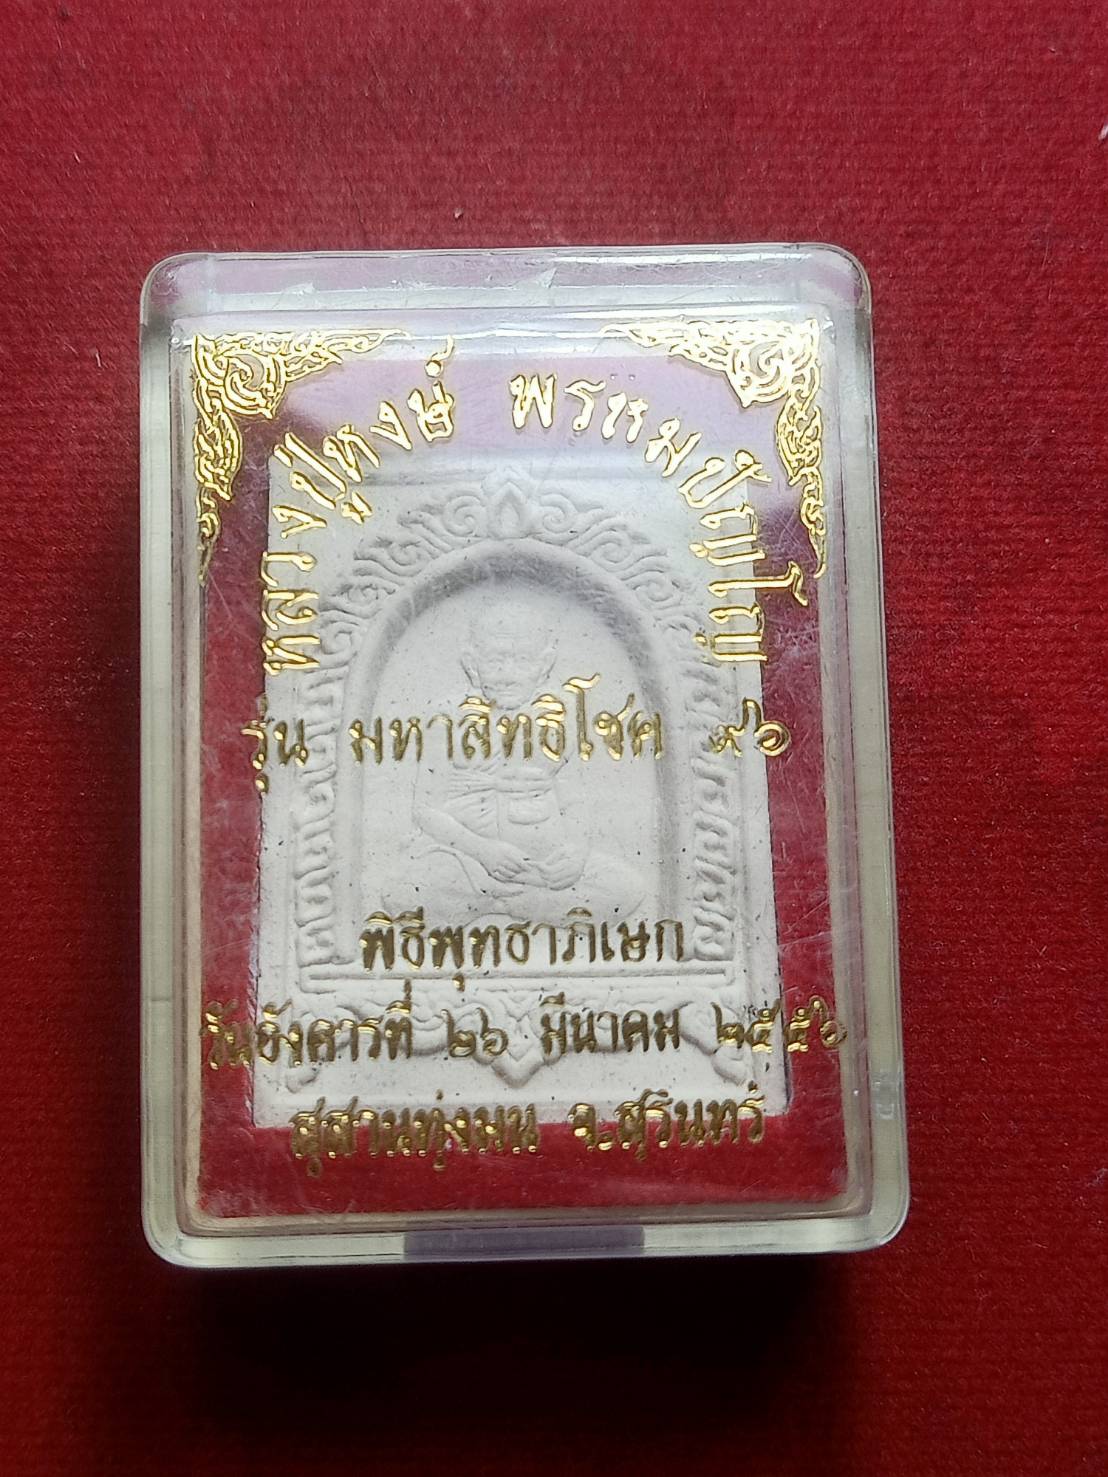 หลวงปู่หงษ์ พรหมปัญโญ
รุ่น มหาสิทธิโชค ๙๖
พิธีพุทธาภิเษก
วันอังคารที่ ๒๖ มีนาคม ๒๕๕๖
สุสานทุ่งมน จ.สุรินทร์